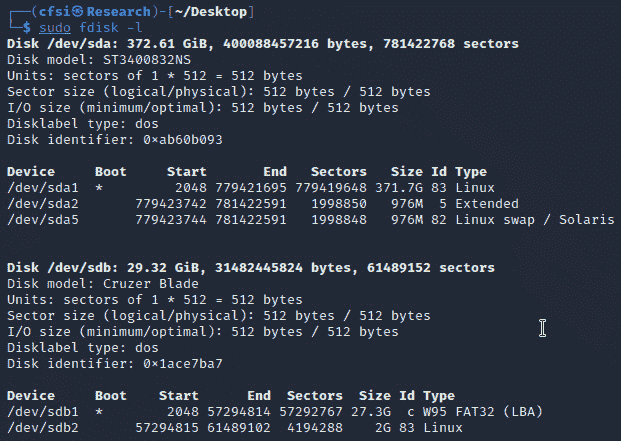 ┌──(cfsi㉿Research)-[~/Desktop]
└─$ sudo fdisk -l
Disk /dev/sda: 372.61 GiB, 400088457216 bytes, 781422768 sectors
Disk model: ST3400832NS
Units: sectors of 1 * 512 = 512 bytes
Sector size (logical/physical): 512 bytes / 512 bytes
I/O size (minimum/optimal): 512 bytes / 512 bytes
Disklabel type: dos
Disk identifier: 0xab60b093
Device     Boot     Start       End   Sectors   Size Id Type
/dev/sda1  *         2048 779421695 779419648 371.7G 83 Linux
/dev/sda2       779423742 781422591   1998850   976M  5 Extended
/dev/sda5       779423744 781422591   1998848   976M 82 Linux swap / Solaris
Disk /dev/sdb: 29.32 GiB, 31482445824 bytes, 61489152 sectors
Disk model: Cruzer Blade
Units: sectors of 1 * 512 = 512 bytes
Sector size (logical/physical): 512 bytes / 512 bytes
I/O size (minimum/optimal): 512 bytes / 512 bytes
Disklabel type: dos
Disk identifier: 0x1ace7ba7
Device     Boot    Start      End  Sectors  Size Id Type
/dev/sdb1  *        2048 57294814 57292767 27.3G  c W95 FAT32 (LBA)
/dev/sdb2       57294815 61489102  4194288    2G 83 Linux